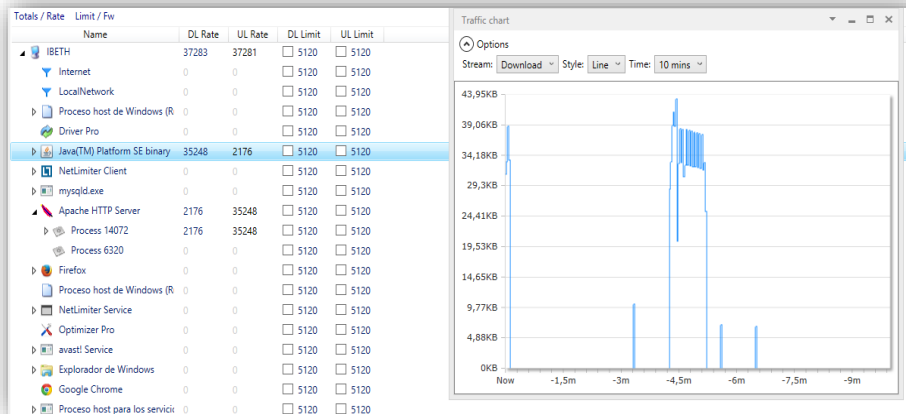 Totals / Rate Limit / Fw
Name DL Rate UL Rate DL Limit UL Limit
IBETH 37283 37281 5120 5120
Internet 0 0 5120 5120
LocalNetwork 0 0 5120 5120
Proceso host de Windows (R 0 0 5120 5120
Driver Pro 0 0 5120 5120
Java(TM) Platform SE binary 35248 2176 5120 5120
NetLimiter Client 0 0 5120 5120
mysqld.exe 0 0 5120 5120
Apache HTTP Server 2176 35248 5120 5120
Process 14072 2176 35248 5120 5120
Process 6320 0 0 5120 5120
Firefox 0 0 5120 5120
Proceso host de Windows (R 0 0 5120 5120
NetLimiter Service 0 0 5120 5120
Optimizer Pro 0 0 5120 5120
avast! Service 0 0 5120 5120
Explorador de Windows 0 0 5120 5120
Google Chrome 0 0 5120 5120
Proceso host para los servicio 0 0 5120 5120
Traffic chart
Options
Stream: Download Style: Line Time: 10 mins
43,95KB
39,06KB
34,18KB
29,3KB
24,41KB
19,53KB
14,65KB
9,77KB
4,88KB
0KB
Now -1,5m -3m -4,5m -6m -7,5m -9m